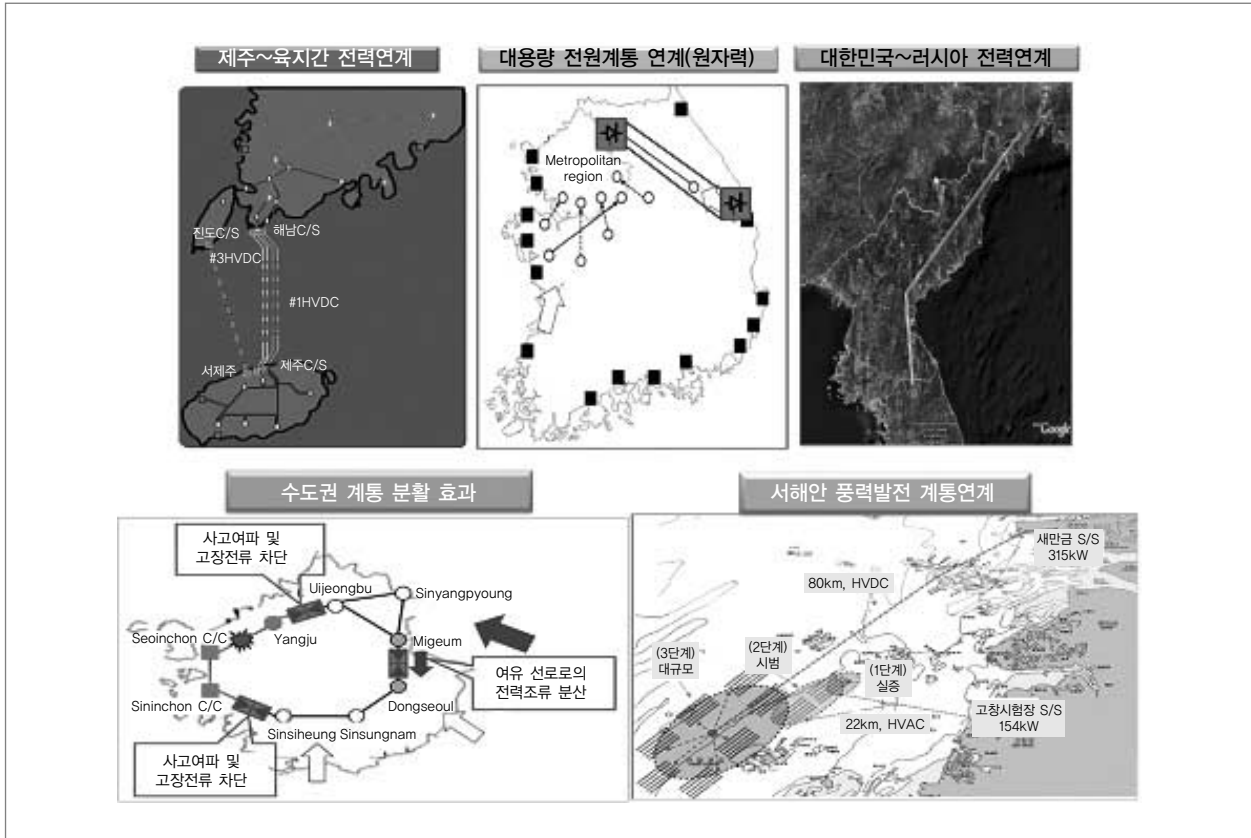 제주~육지간 전력연계
진도C/S
해남C/S
#3HVDC
#1HVDC
서제주
제주C/S
대용량 전원계통 연계(원자력)
Metropolitan
region
대한민국~러시아 전력연계
Google
수도권 계통 분활 효과
사고여파 및
고장전류 차단
Uijeongbu
Sinyangpyoung
Seoinchon C/C
Yangju
Migeum
여유 선로로의
전력조류 분산
Sininchon C/C
Dongseoul
Sinsiheung Sinsungnam
사고여파 및
고장전류 차단
서해안 풍력발전 계통연계
새만금 S/S
315kW
80km, HVDC
(3단계)
대규모
(2단계)
시범
(1단계)
실증
22km, HVAC
고창시험장 S/S
154kW